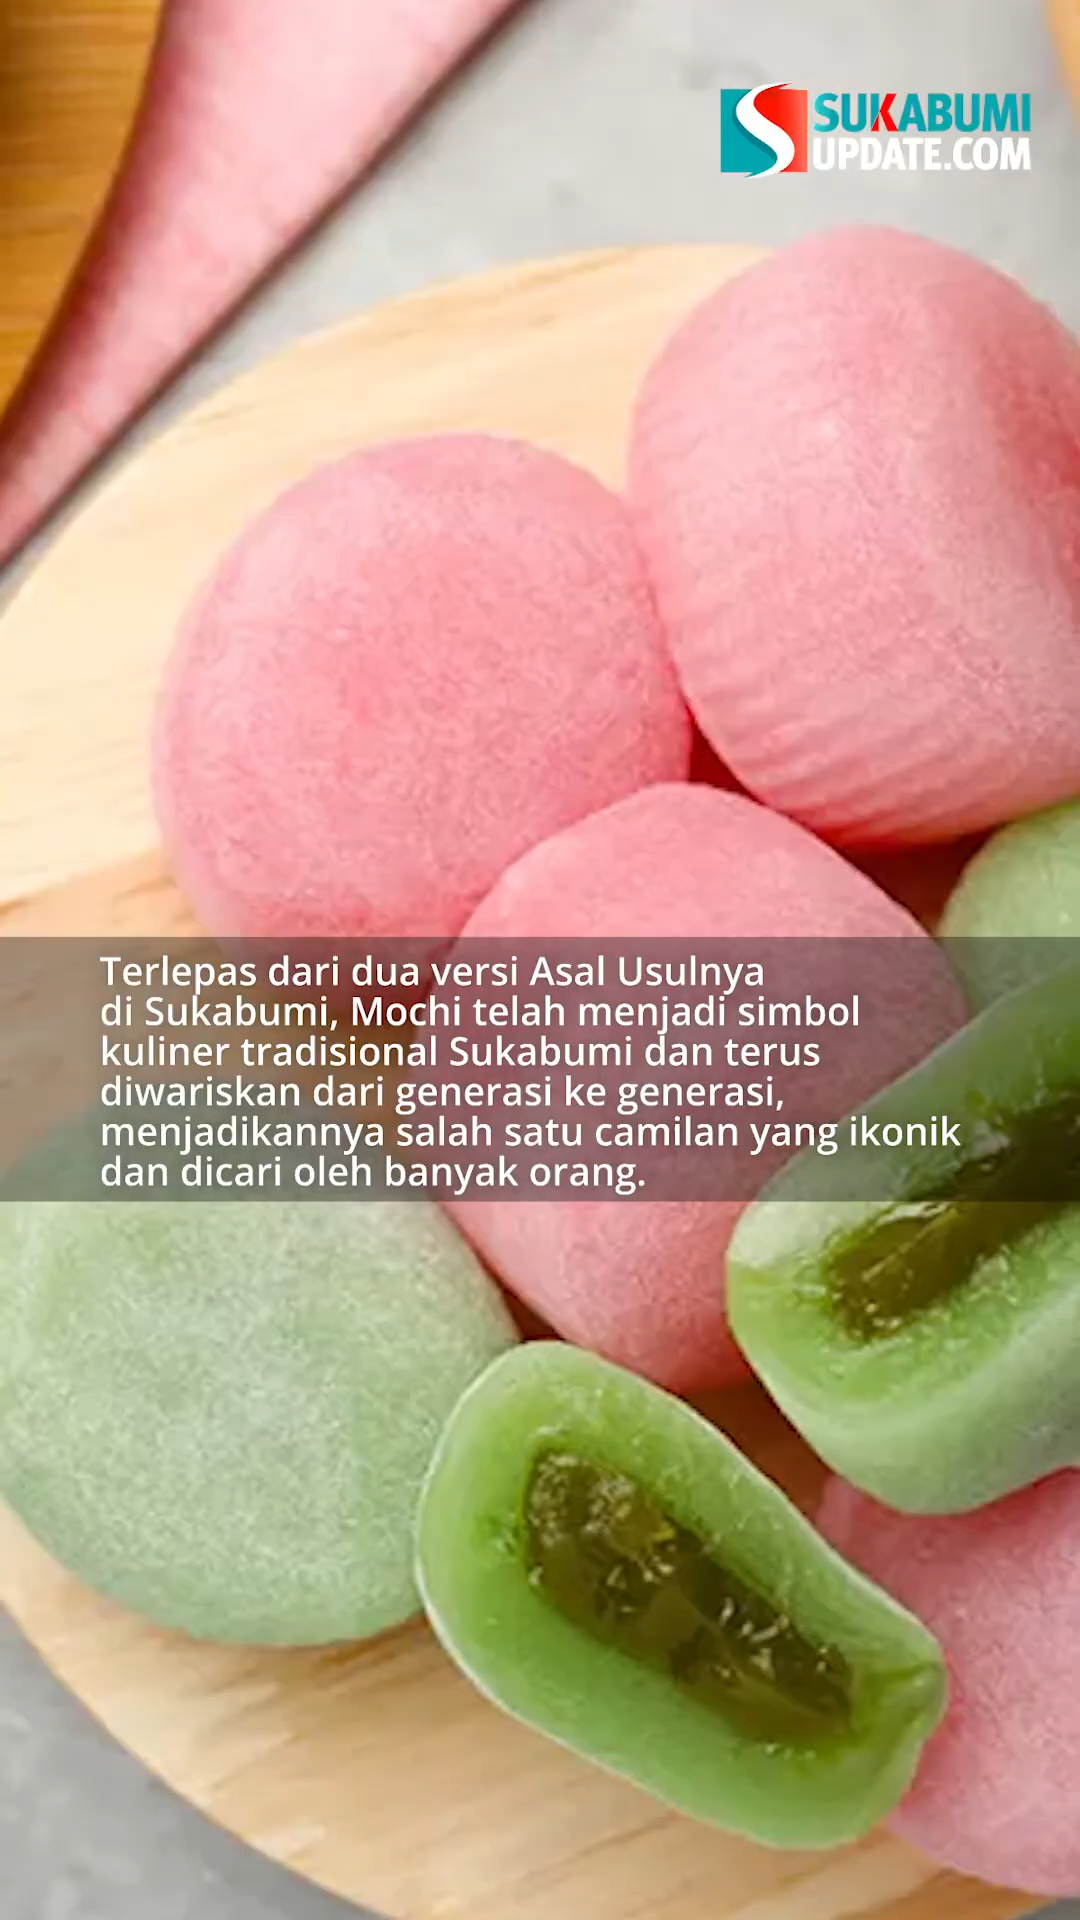 SUKABUMI
UPDATE.COM
Terlepas dari dua versi Asal Usulnya
di Sukabumi, Mochi telah menjadi simbol
kuliner tradisional Sukabumi dan terus
diwariskan dari generasi ke generasi,
menjadikannya salah satu camilan yang ikonik
dan dicari oleh banyak orang.